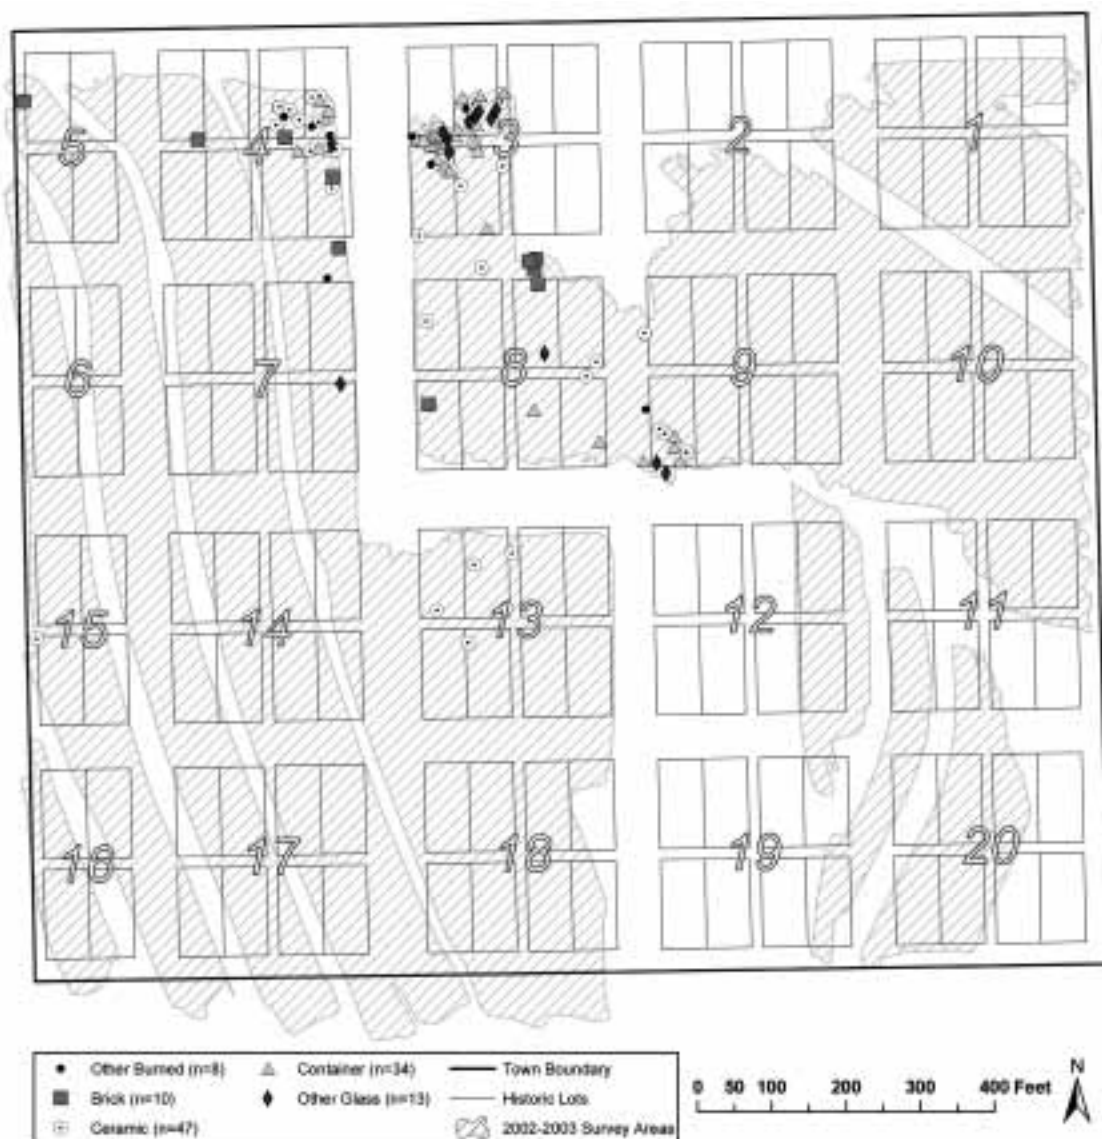 5 4 3 2 1
6 7 8 9 10
15 14 13 12 11
16 17 18 19 20
N
Other Burned (n=8) Container (n=34) Town Boundary
Brick (n=10) Other Glass (n=13) Historic Lots
Ceramic (n=47) 2002-2003 Survey Areas
0 50 100 200 300 400 Feet